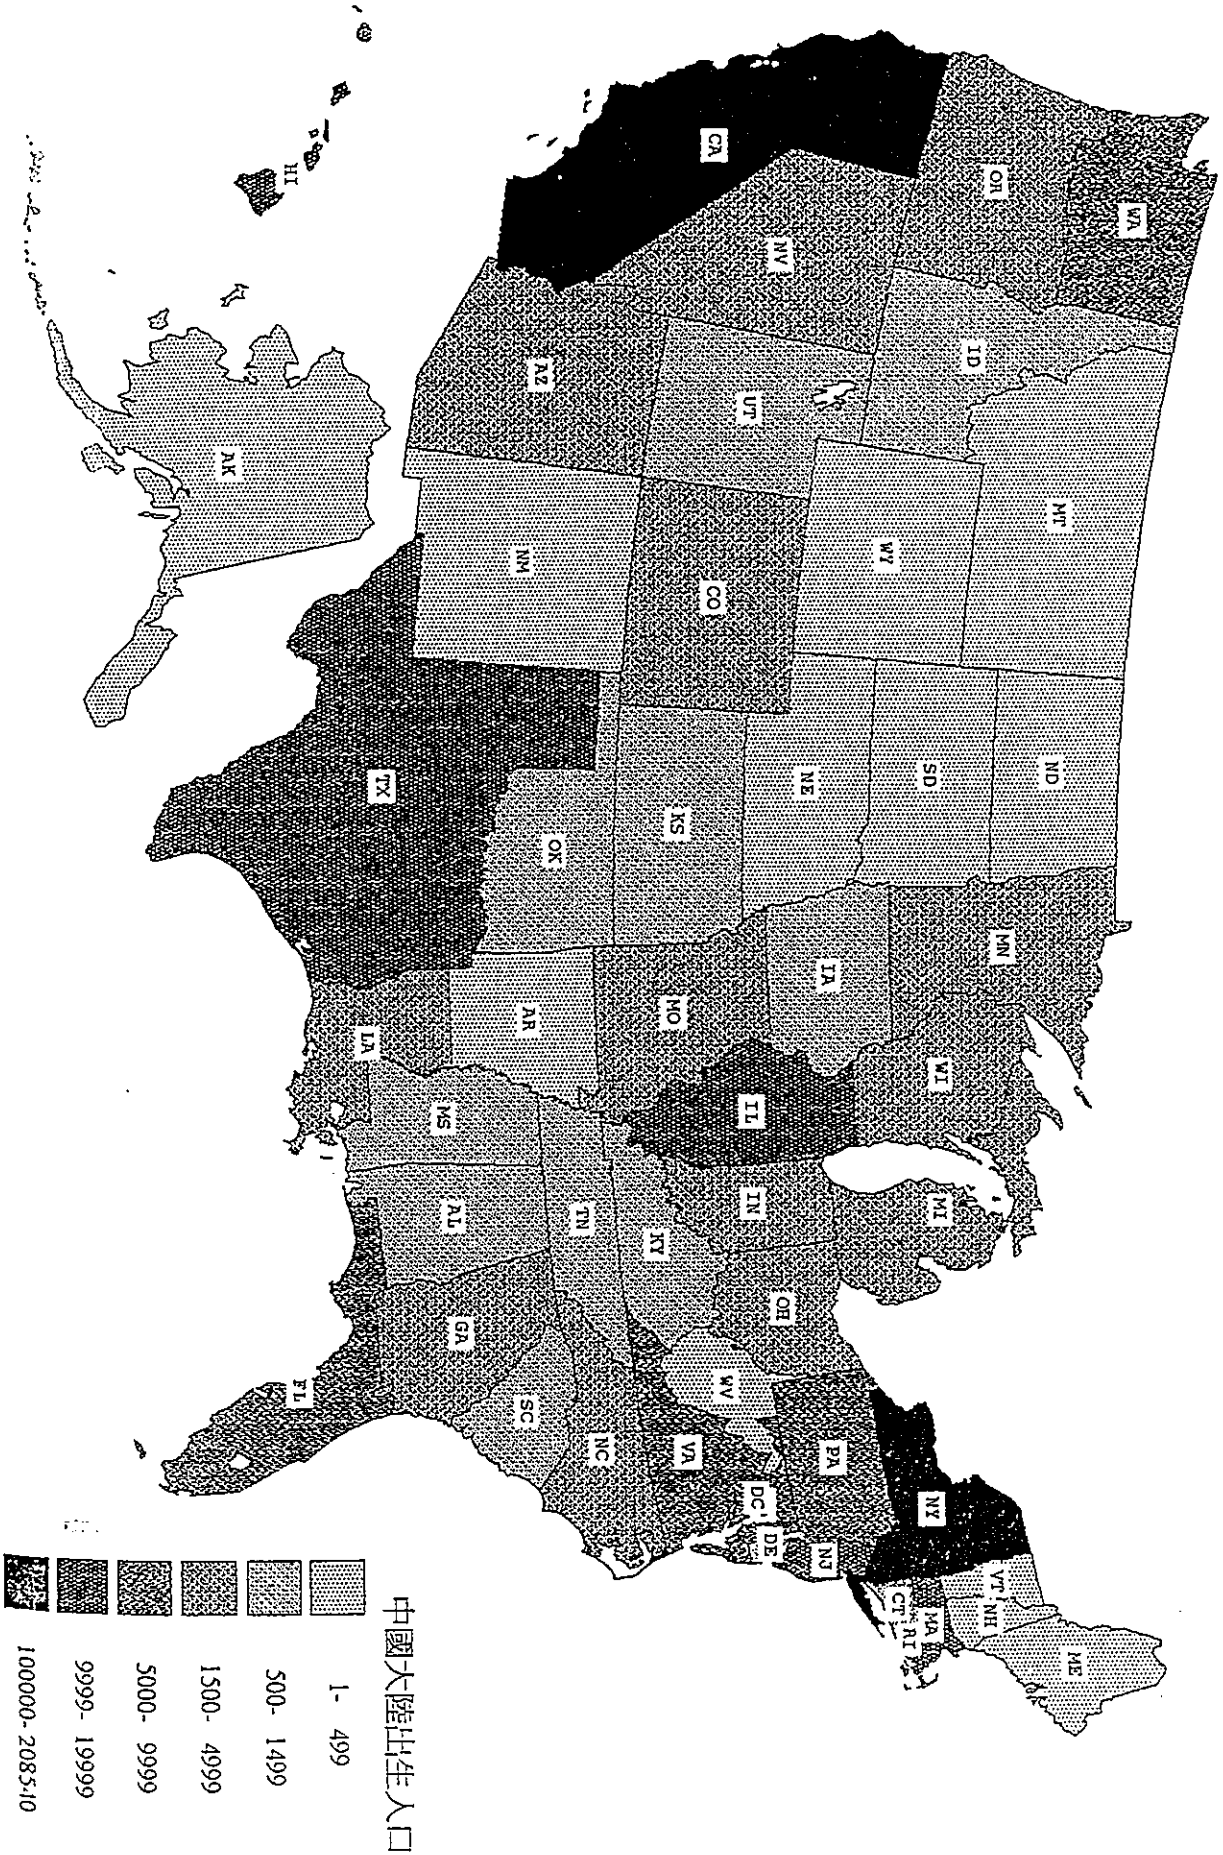 WA
OR
CA
NV
ID
MT
WY
UT
AZ
CO
NM
ND
SD
NE
KS
OK
TX
MN
IA
MO
AR
LA
WI
IL
MI
IN
OH
KY
TN
MS
AL
GA
FL
SC
NC
VA
WV
PA
NY
VT
NH
ME
MA
RI
CT
NJ
DE
DC
AK
HI
中國大陸出生人口
1- 499
500- 1499
1500- 4999
5000- 9999
9999- 19999
100000- 208540